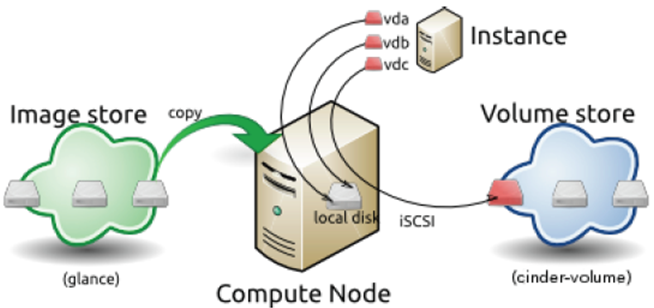 vda
vdb
vdc
Instance
Image store
copy
Volume store
local disk
iSCSI
(glance)
(cinder-volume)
Compute Node